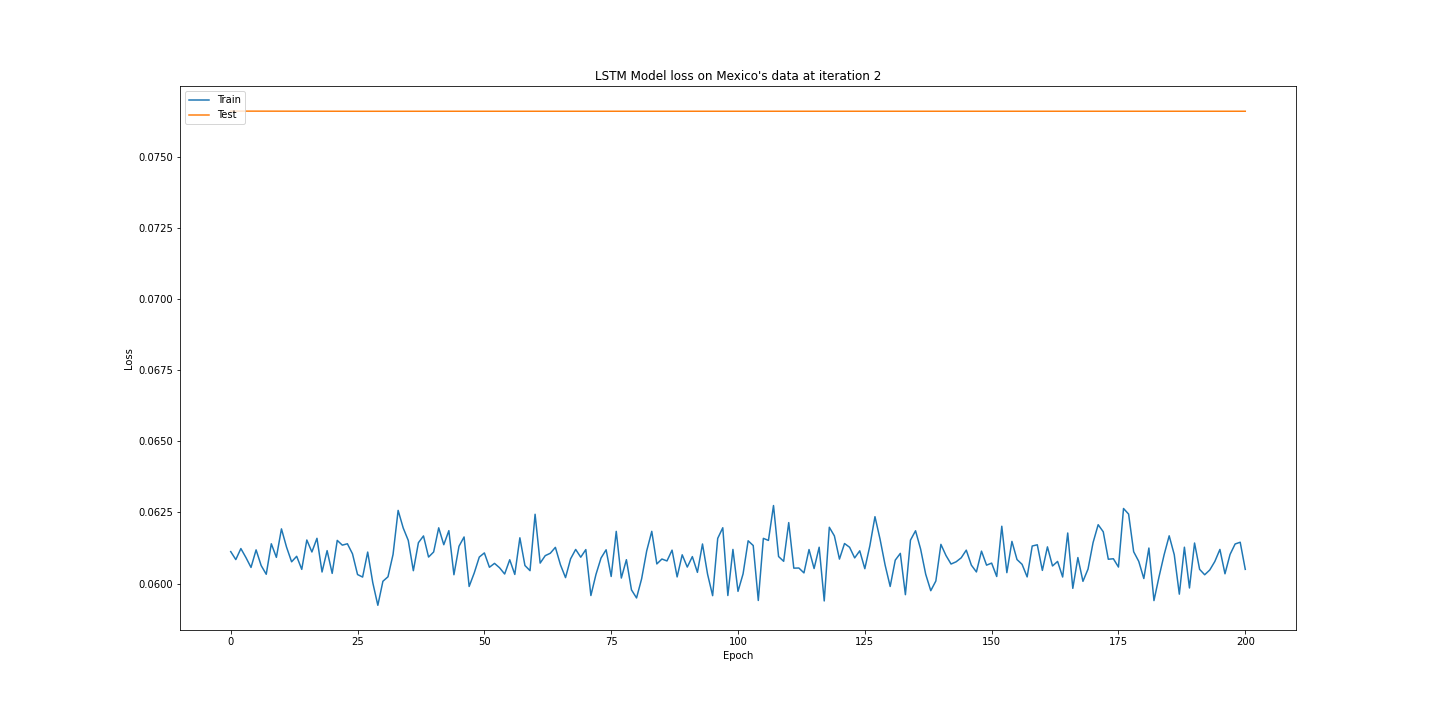 LSTM Model loss on Mexico's data at iteration 2
Train
Test
0.0750
0.0725
0.0700
0.0675
0.0650
0.0625
0.0600
Loss
0 25 50 75 100 125 150 175 200
Epoch